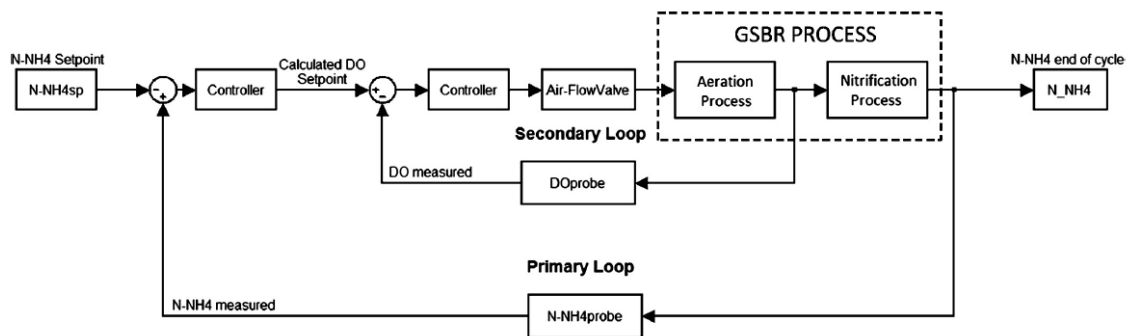 GSBR PROCESS
N-NH4 Setpoint
N-NH4sp
-
+
Controller
Calculated DO
Setpoint
+
-
Controller
Air-FlowValve
Aeration
Process
Nitrification
Process
N-NH4 end of cycle
N_NH4
Secondary Loop
DO measured
DOprobe
Primary Loop
N-NH4 measured
N-NH4probe